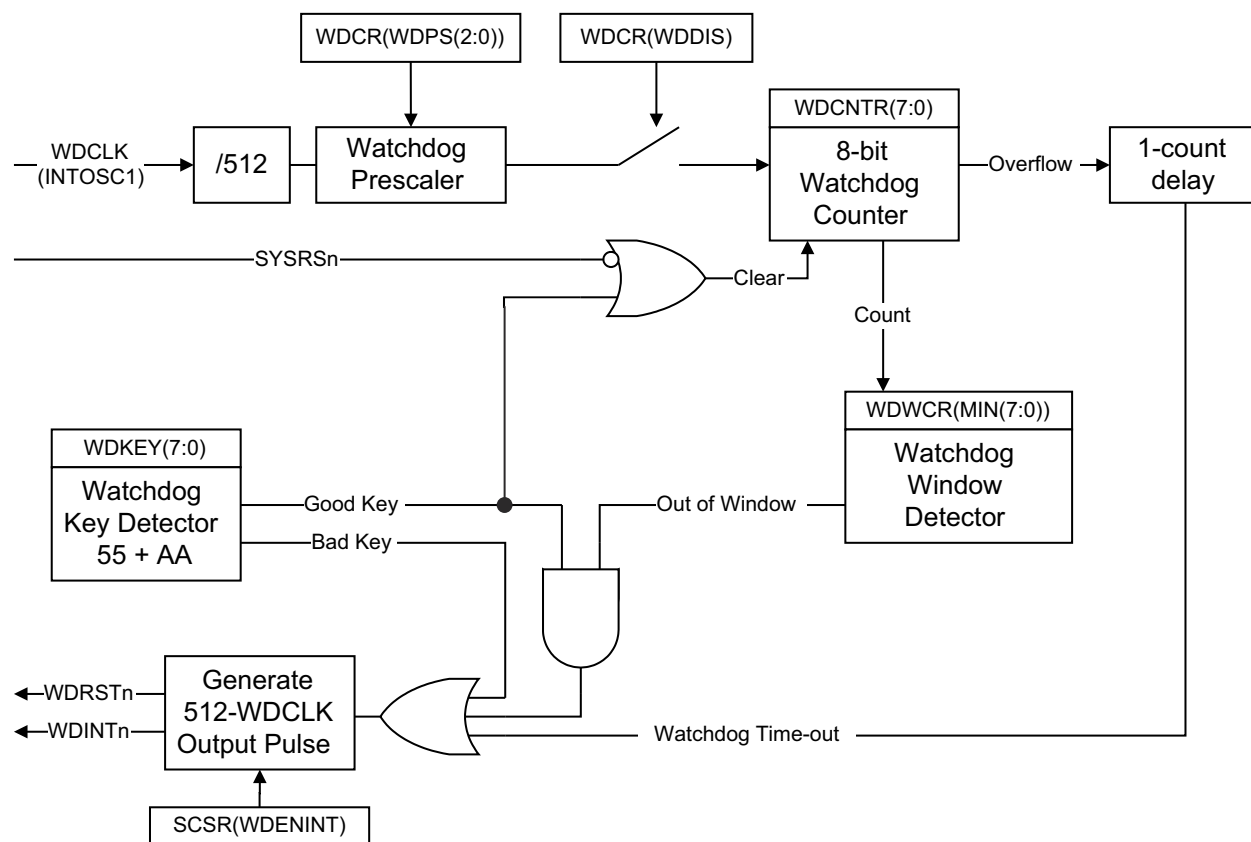 WDCR(WDPS(2:0))
WDCR(WDDIS)
WDCNTR(7:0)
WDCLK
(INTOSC1)
/512
Watchdog
Prescaler
8-bit
Watchdog
Counter
Overflow
1-count
delay
SYSRSn
Clear
Count
WDWCR(MIN(7:0))
Watchdog
Window
Detector
WDKEY(7:0)
Watchdog
Key Detector
55 + AA
Good Key
Bad Key
Out of Window
WDRSTn
WDINTn
Generate
512-WDCLK
Output Pulse
Watchdog Time-out
SCSR(WDENINT)